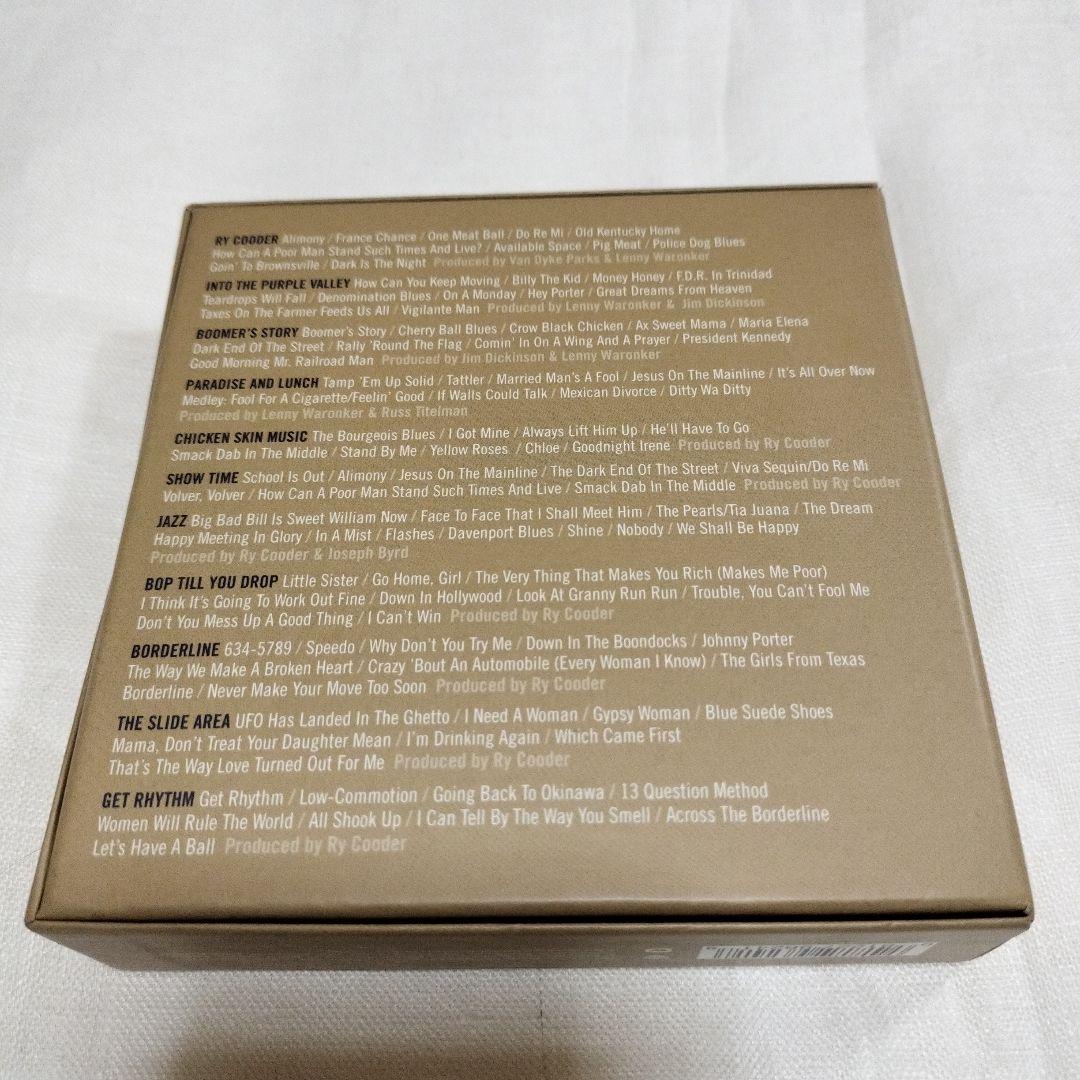 RY COODER Alimony / France Chance / One Meat Ball / Do Re Mi / Old Kentucky Home
How Can A Poor Man Stand Such Times And Live? / Available Space / Pig Meat / Police Dog Blues
Goin' To Brownsville / Dark Is The Night Produced by Van Dyke Parks & Lenny Waronker
INTO THE PURPLE VALLEY How Can You Keep Moving / Billy The Kid / Money Honey / F.D.R. In Trinidad
Teardrops Will Fall / Denomination Blues / On A Monday / Hey Porter / Great Dreams From Heaven
Taxes On The Farmer Feeds Us All / Vigilante Man Produced by Lenny Waronker & Jim Dickinson
BOOMER'S STORY Boomer's Story / Cherry Ball Blues / Crow Black Chicken / Ax Sweet Mama / Maria Elena
Dark End Of The Street / Rally 'Round The Flag / Comin' In On A Wing And A Prayer / President Kennedy
Good Morning Mr. Railroad Man Produced by Jim Dickinson & Lenny Waronker
PARADISE AND LUNCH Tamp 'Em Up Solid / Tattler / Married Man's A Fool / Jesus On The Mainline / It's All Over Now
Medley: Fool For A Cigarette/Feelin' Good / If Walls Could Talk / Mexican Divorce / Ditty Wa Ditty
Produced by Lenny Waronker & Russ Titelman
CHICKEN SKIN MUSIC The Bourgeois Blues / I Got Mine / Always Lift Him Up / He'll Have To Go
Smack Dab In The Middle / Stand By Me / Yellow Roses / Chloe / Goodnight Irene Produced by Ry Cooder
SHOW TIME School Is Out / Alimony / Jesus On The Mainline / The Dark End Of The Street / Viva Sequin/Do Re Mi
Volver, Volver / How Can A Poor Man Stand Such Times And Live / Smack Dab In The Middle Produced by Ry Cooder
JAZZ Big Bad Bill Is Sweet William Now / Face To Face That I Shall Meet Him / The Pearls/Tia Juana / The Dream
Happy Meeting In Glory / In A Mist / Flashes / Davenport Blues / Shine / Nobody / We Shall Be Happy
Produced by Ry Cooder & Joseph Byrd
BOP TILL YOU DROP Little Sister / Go Home, Girl / The Very Thing That Makes You Rich (Makes Me Poor)
I Think It's Going To Work Out Fine / Down In Hollywood / Look At Granny Run Run / Trouble, You Can't Fool Me
Don't You Mess Up A Good Thing / I Can't Win Produced by Ry Cooder
BORDERLINE 634-5789 / Speedo / Why Don't You Try Me / Down In The Boondocks / Johnny Porter
The Way We Make A Broken Heart / Crazy 'Bout An Automobile (Every Woman I Know) / The Girls From Texas
Borderline / Never Make Your Move Too Soon Produced by Ry Cooder
THE SLIDE AREA UFO Has Landed In The Ghetto / I Need A Woman / Gypsy Woman / Blue Suede Shoes
Mama, Don't Treat Your Daughter Mean / I'm Drinking Again / Which Came First
That's The Way Love Turned Out For Me Produced by Ry Cooder
GET RHYTHM Get Rhythm / Low-Commotion / Going Back To Okinawa / 13 Question Method
Women Will Rule The World / All Shook Up / I Can Tell By The Way You Smell / Across The Borderline
Let's Have A Ball Produced by Ry Cooder